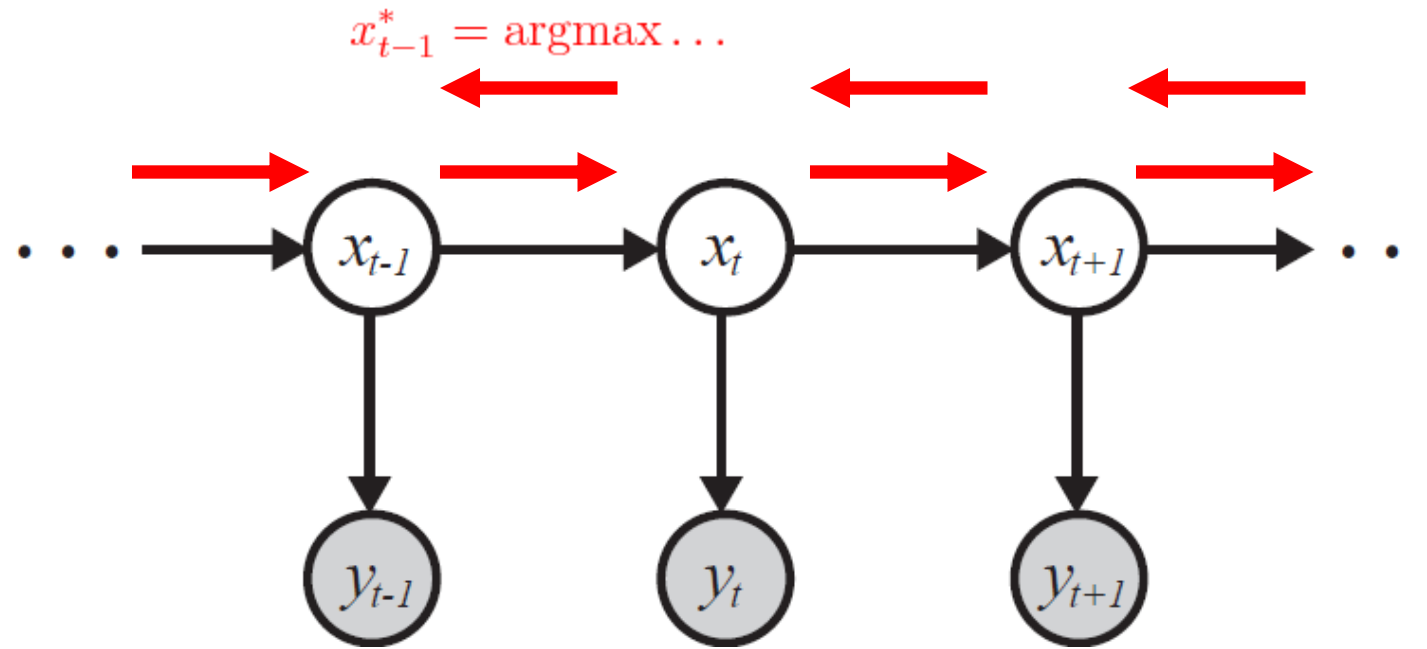 x*_{t-1} = argmax...
... x_{t-1} x_t x_{t+1} ..
y_{t-1} y_t y_{t+1}